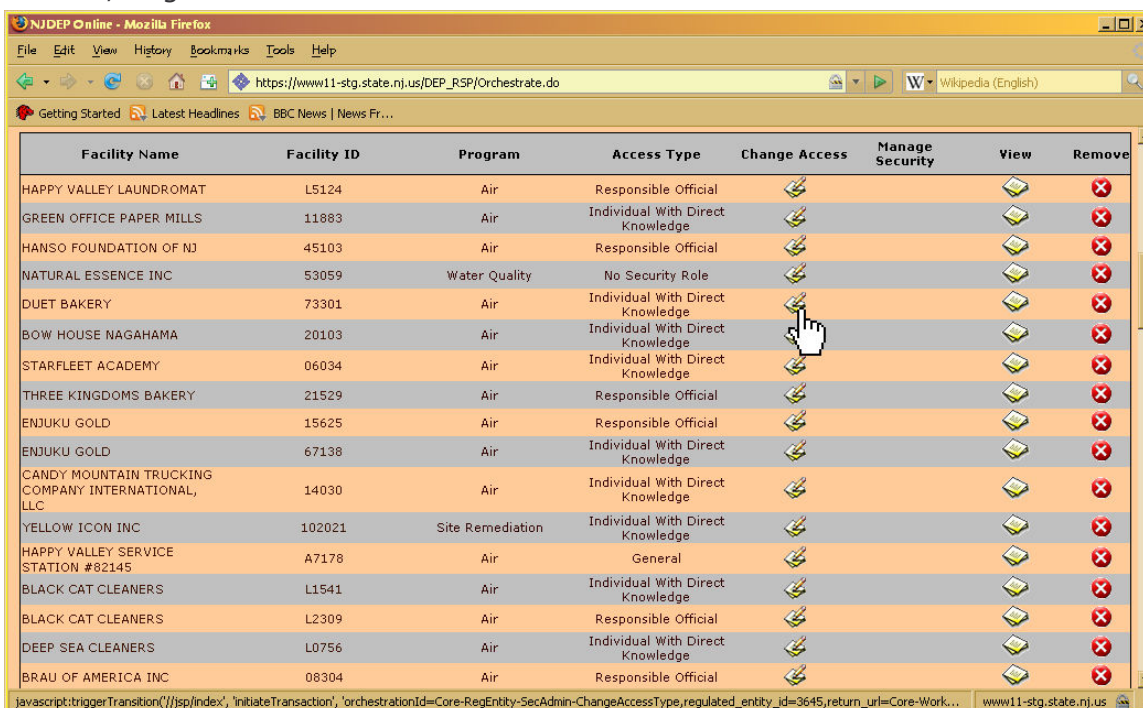 NJDEP Online - Mozilla Firefox
File Edit View History Bookmarks Tools Help
https://www11-stg.state.nj.us/DEP_RSP/Orchestrate.do W Wikipedia (English)
Getting Started Latest Headlines BBC News | News Fr...
Facility Name Facility ID Program Access Type Change Access Manage Security View Remove
HAPPY VALLEY LAUNDROMAT L5124 Air Responsible Official
GREEN OFFICE PAPER MILLS 11883 Air Individual With Direct Knowledge
HANSO FOUNDATION OF NJ 45103 Air Responsible Official
NATURAL ESSENCE INC 53059 Water Quality No Security Role
DUET BAKERY 73301 Air Individual With Direct Knowledge
BOW HOUSE NAGAHAMA 20103 Air Individual With Direct Knowledge
STARFLEET ACADEMY 06034 Air Individual With Direct Knowledge
THREE KINGDOMS BAKERY 21529 Air Responsible Official
ENJUKU GOLD 15625 Air Responsible Official
ENJUKU GOLD 67138 Air Individual With Direct Knowledge
CANDY MOUNTAIN TRUCKING COMPANY INTERNATIONAL, LLC 14030 Air Individual With Direct Knowledge
YELLOW ICON INC 102021 Site Remediation Individual With Direct Knowledge
HAPPY VALLEY SERVICE STATION #82145 A7178 Air General
BLACK CAT CLEANERS L1541 Air Individual With Direct Knowledge
BLACK CAT CLEANERS L2309 Air Responsible Official
DEEP SEA CLEANERS L0756 Air Individual With Direct Knowledge
BRAU OF AMERICA INC 08304 Air Responsible Official
javascript:triggerTransition('//jsp/index', 'initiateTransaction', 'orchestrationId=Core-RegEntity-SecAdmin-ChangeAccessType,regulated_entity_id=3645,return_url=Core-Work... www11-stg.state.nj.us